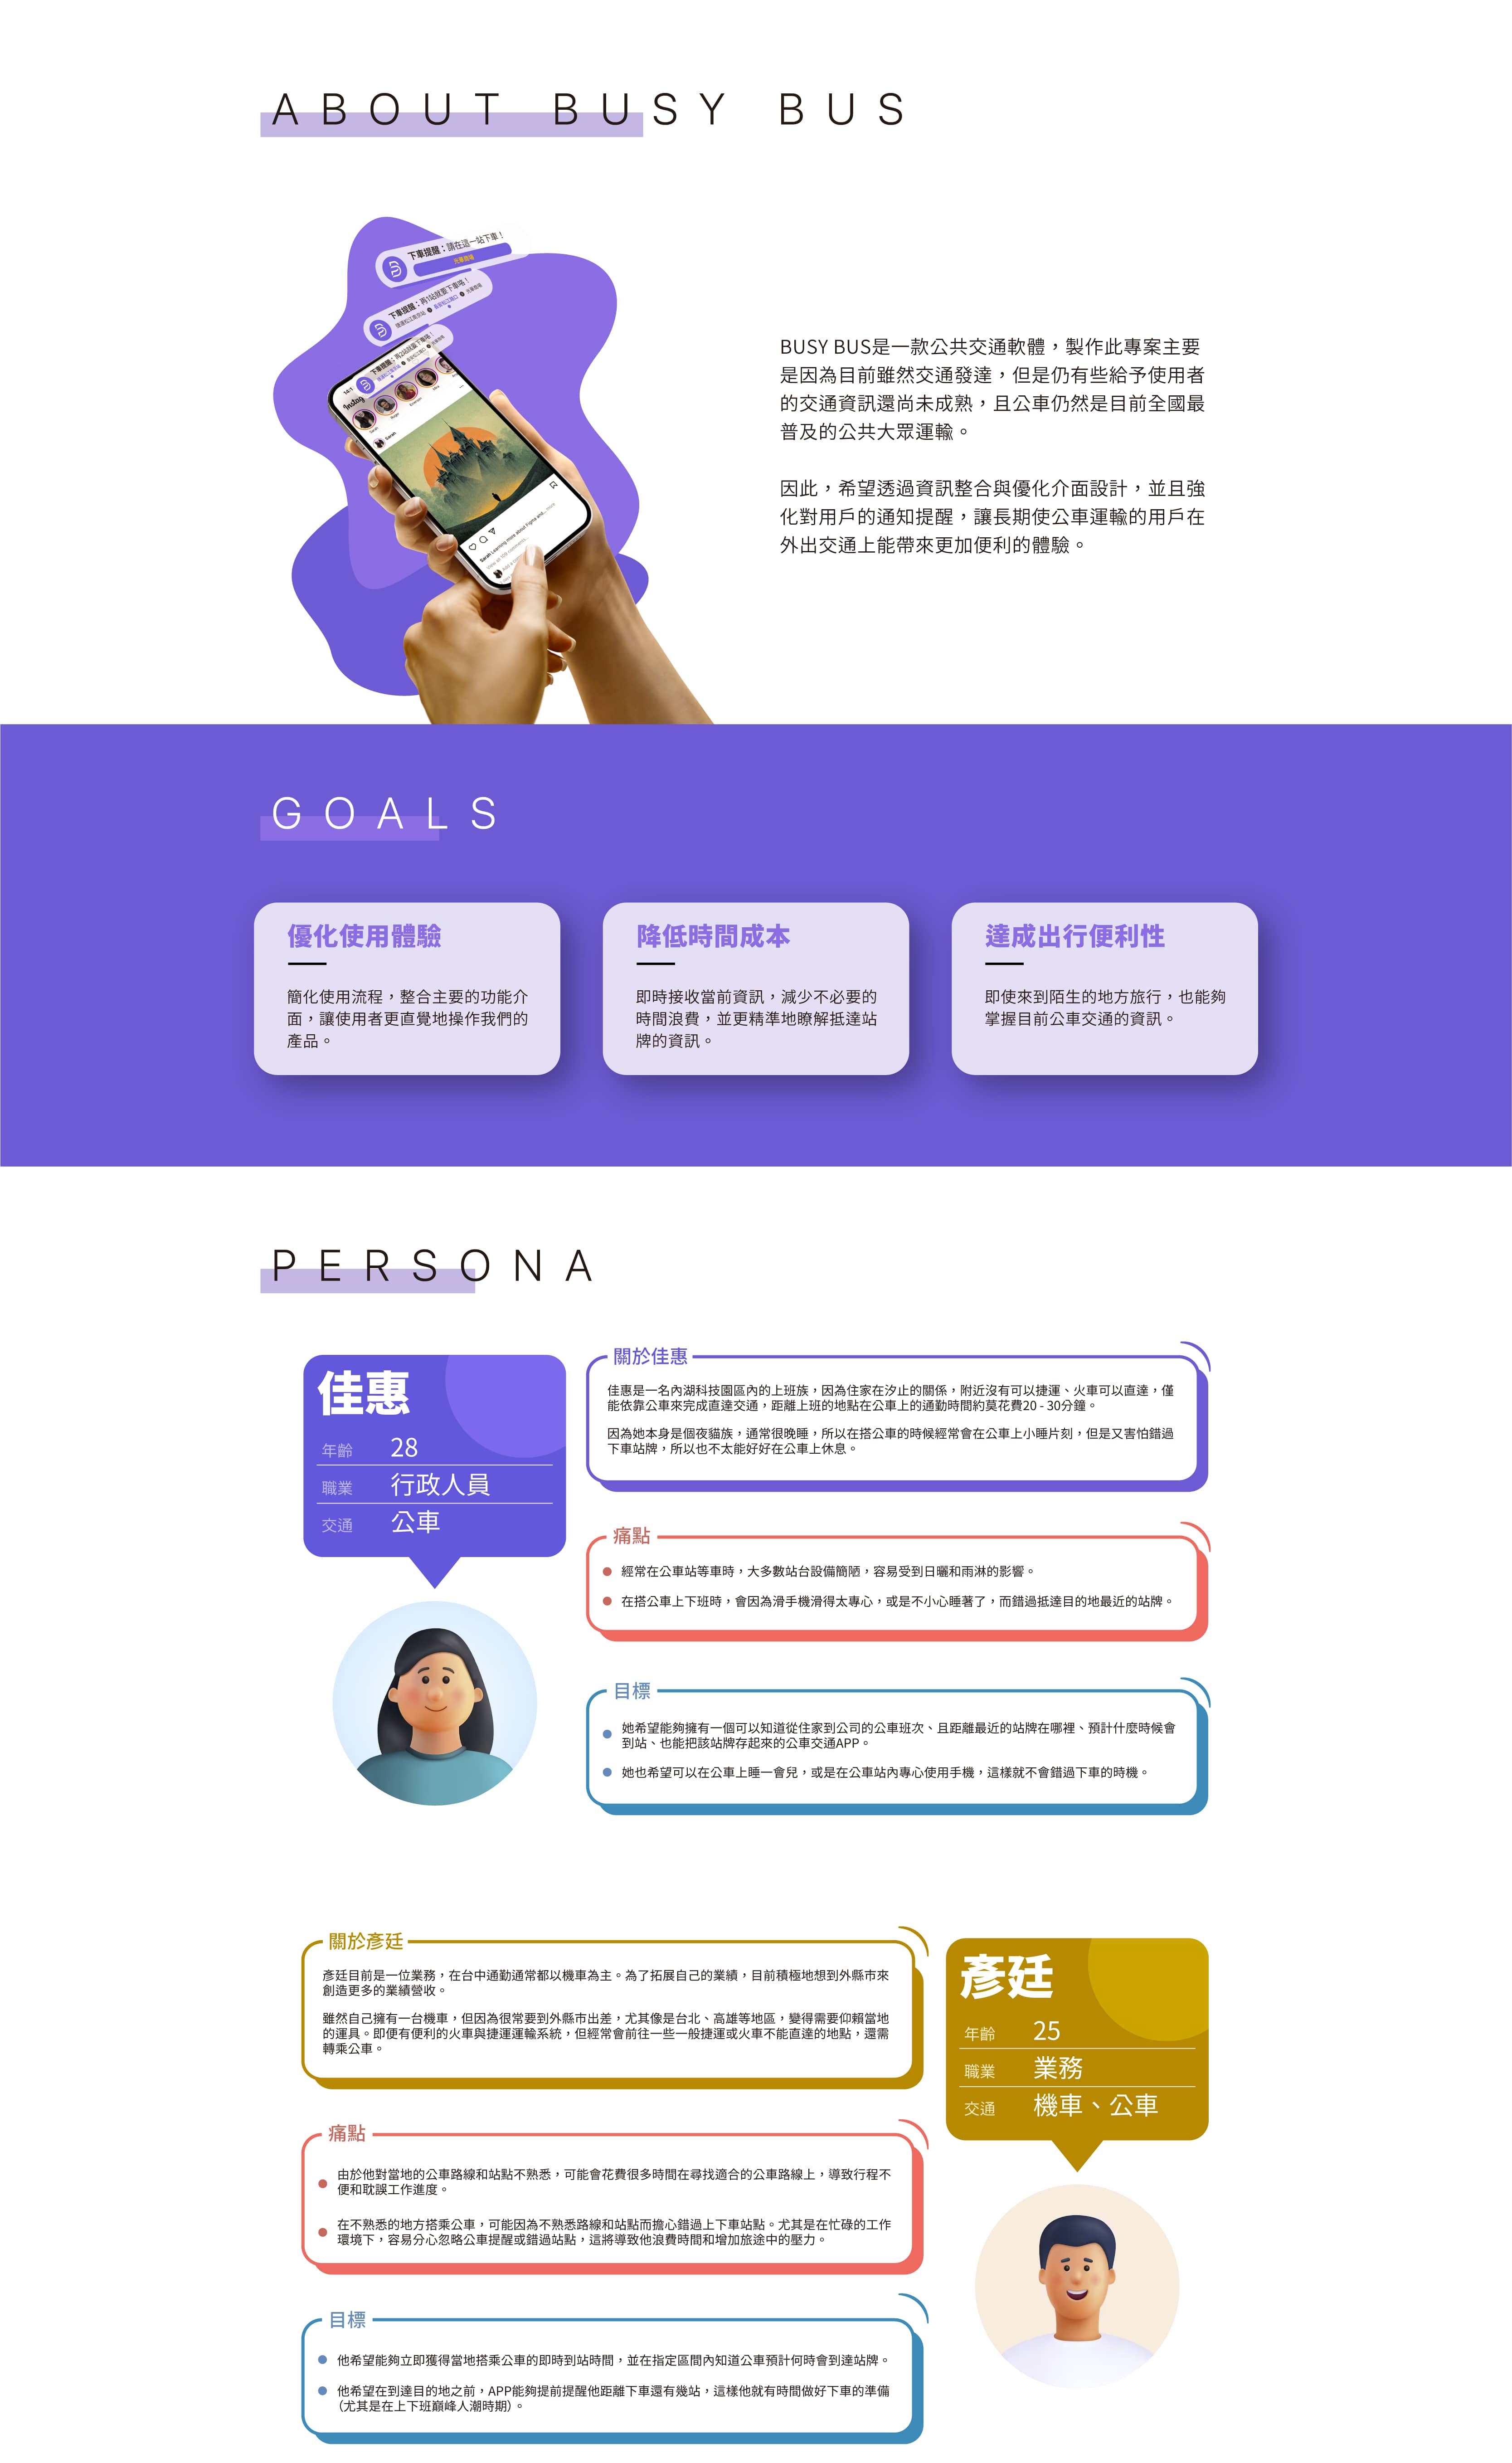 ABOUT BUSY BUS
下車提醒：請在這一站下車！
光華商場
下車提醒：再1站就要下車咯！
下車提醒：再2站就要下車咯！
Instag
Sarah
BUSY BUS是一款公共交通軟體，製作此專案主要
是因為目前雖然交通發達，但是仍有些給予使用者
的交通資訊還尚未成熟，且公車仍然是目前全國最
普及的公共大眾運輸。
因此，希望透過資訊整合與優化介面設計，並且強
化對用戶的通知提醒，讓長期使公車運輸的用戶在
外出交通上能帶來更加便利的體驗。
Sarah Learning more about Figma and... more
GOALS
優化使用體驗
簡化使用流程，整合主要的功能介
面，讓使用者更直覺地操作我們的
產品。
降低時間成本
即時接收當前資訊，減少不必要的
時間浪費，並更精準地瞭解抵達站
牌的資訊。
達成出行便利性
即使來到陌生的地方旅行，也能夠
掌握目前公車交通的資訊。
PERSONA
佳惠
年齡 28
職業 行政人員
交通 公車
關於佳惠
佳惠是一名內湖科技園區內的上班族，因為住家在汐止的關係，附近沒有可以捷運、火車可以直達，僅
能依靠公車來完成直達交通，距離上班的地點在公車上的通勤時間約莫花費20 - 30分鐘。
因為她本身是個夜貓族，通常很晚睡，所以在搭公車的時候經常會在公車上小睡片刻，但是又害怕錯過
下車站牌，所以也不太能好好在公車上休息。
痛點
經常在公車站等車時，大多數站台設備簡陋，容易受到日曬和雨淋的影響。
在搭公車上下班時，會因為滑手機滑得太專心，或是不小心睡著了，而錯過抵達目的地最近的站牌。
目標
她希望能夠擁有一個可以知道從住家到公司的公車班次、且距離最近的站牌在哪裡、預計什麼時候會
到站、也能把該站牌存起來的公車交通APP。
她也希望可以在公車上睡一會兒，或是在公車站內專心使用手機，這樣就不會錯過下車的時機。
關於彥廷
彥廷目前是一位業務，在台中通勤通常都以機車為主。為了拓展自己的業績，目前積極地想到外縣市來
創造更多的業績營收。
雖然自己擁有一台機車，但因為很常要到外縣市出差，尤其像是台北、高雄等地區，變得需要仰賴當地
的運具。即便有便利的火車與捷運運輸系統，但經常會前往一些一般捷運或火車不能直達的地點，還需
轉乘公車。
彥廷
年齡 25
職業 業務
交通 機車、公車
痛點
由於他對當地的公車路線和站點不熟悉，可能會花費很多時間在尋找適合的公車路線上，導致行程不
便和耽誤工作進度。
在不熟悉的地方搭乘公車，可能因為不熟悉路線和站點而擔心錯過上下車站點。尤其是在忙碌的工作
環境下，容易分心忽略公車提醒或錯過站點，這將導致他浪費時間和增加旅途中的壓力。
目標
他希望能夠立即獲得當地搭乘公車的即時到站時間，並在指定區間內知道公車預計何時會到達站牌。
他希望在到達目的地之前，APP能夠提前提醒他距離下車還有幾站，這樣他就有時間做好下車的準備
（尤其是在上下班巔峰人潮時期）。